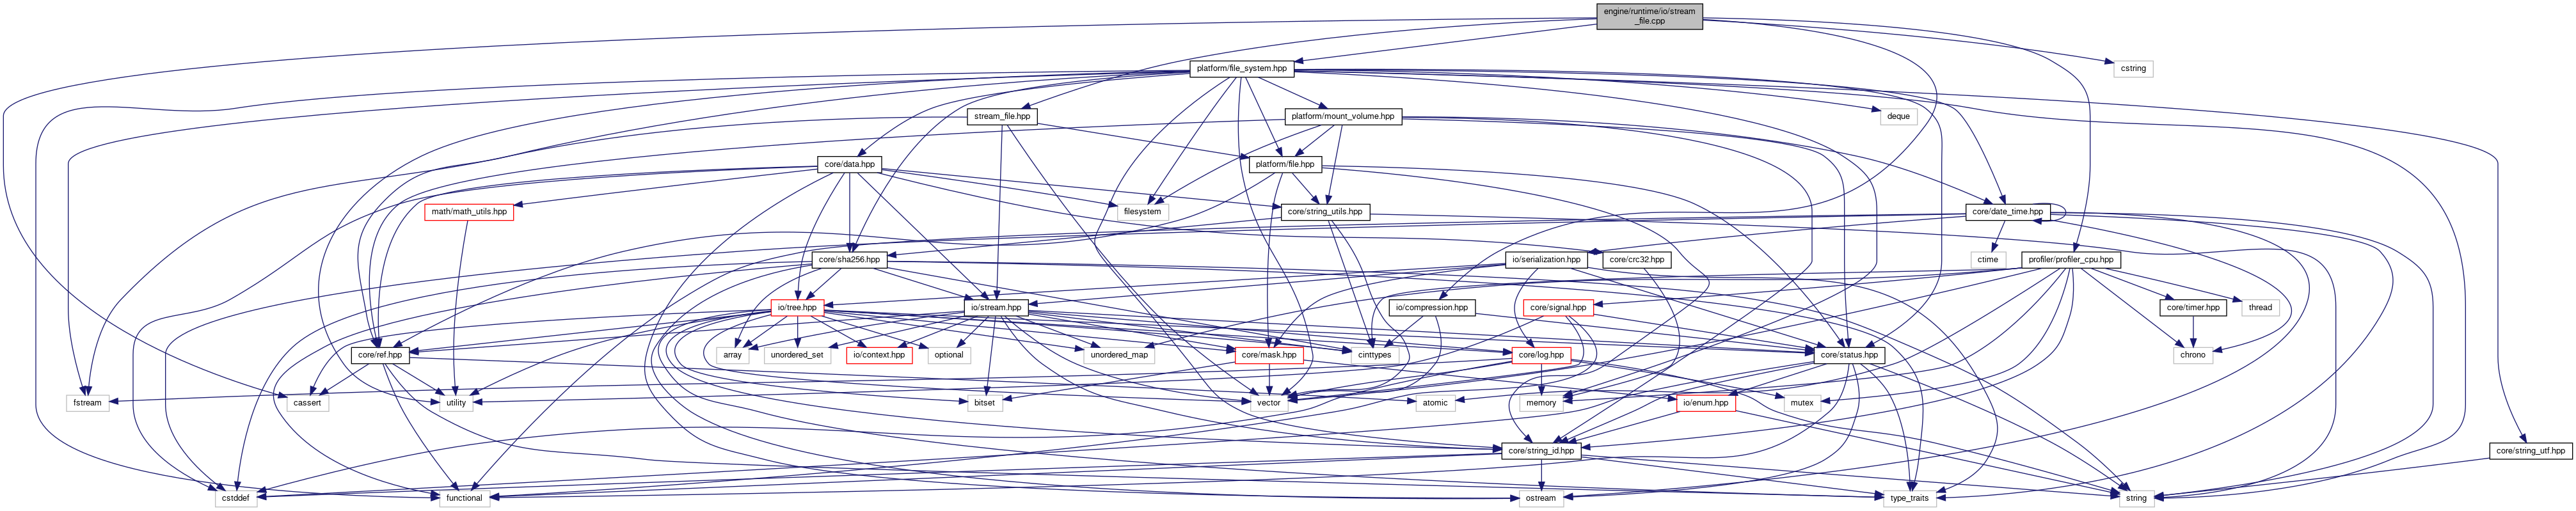 engine/runtime/io/stream
_file.cpp
platform/file_system.hpp
cstring
stream_file.hpp
platform/mount_volume.hpp
deque
core/data.hpp
platform/file.hpp
math/math_utils.hpp
filesystem
core/string_utils.hpp
core/date_time.hpp
core/sha256.hpp
io/serialization.hpp
core/crc32.hpp
ctime
profiler/profiler_cpu.hpp
io/tree.hpp
io/stream.hpp
io/compression.hpp
core/signal.hpp
core/timer.hpp
thread
core/ref.hpp
array
unordered_set
io/context.hpp
optional
unordered_map
core/mask.hpp
cinttypes
core/log.hpp
core/status.hpp
chrono
fstream
cassert
utility
bitset
vector
atomic
memory
io/enum.hpp
mutex
core/string_id.hpp
core/string_utf.hpp
cstddef
functional
ostream
type_traits
string